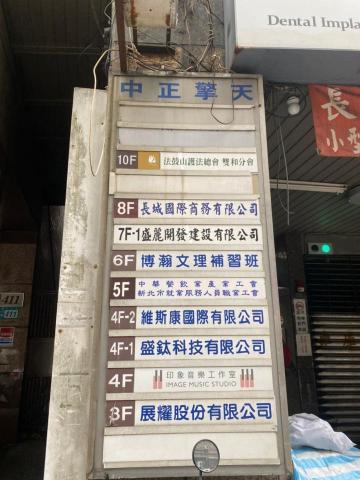 Dental Impla
中正擎天
10F 法鼓山護法總會 雙和分會
8F 長城國際商務有限公司
7F-1 盛麗開發建設有限公司
6F 博瀚文理補習班
5F 中華餐飲業產業工會
新北市就業服務人員職業工會
4F-2 維斯康國際有限公司
4F-1 盛鈦科技有限公司
4F 印象音樂工作室
IMAGE MUSIC STUDIO
3F 展耀股份有限公司
長
小型
411